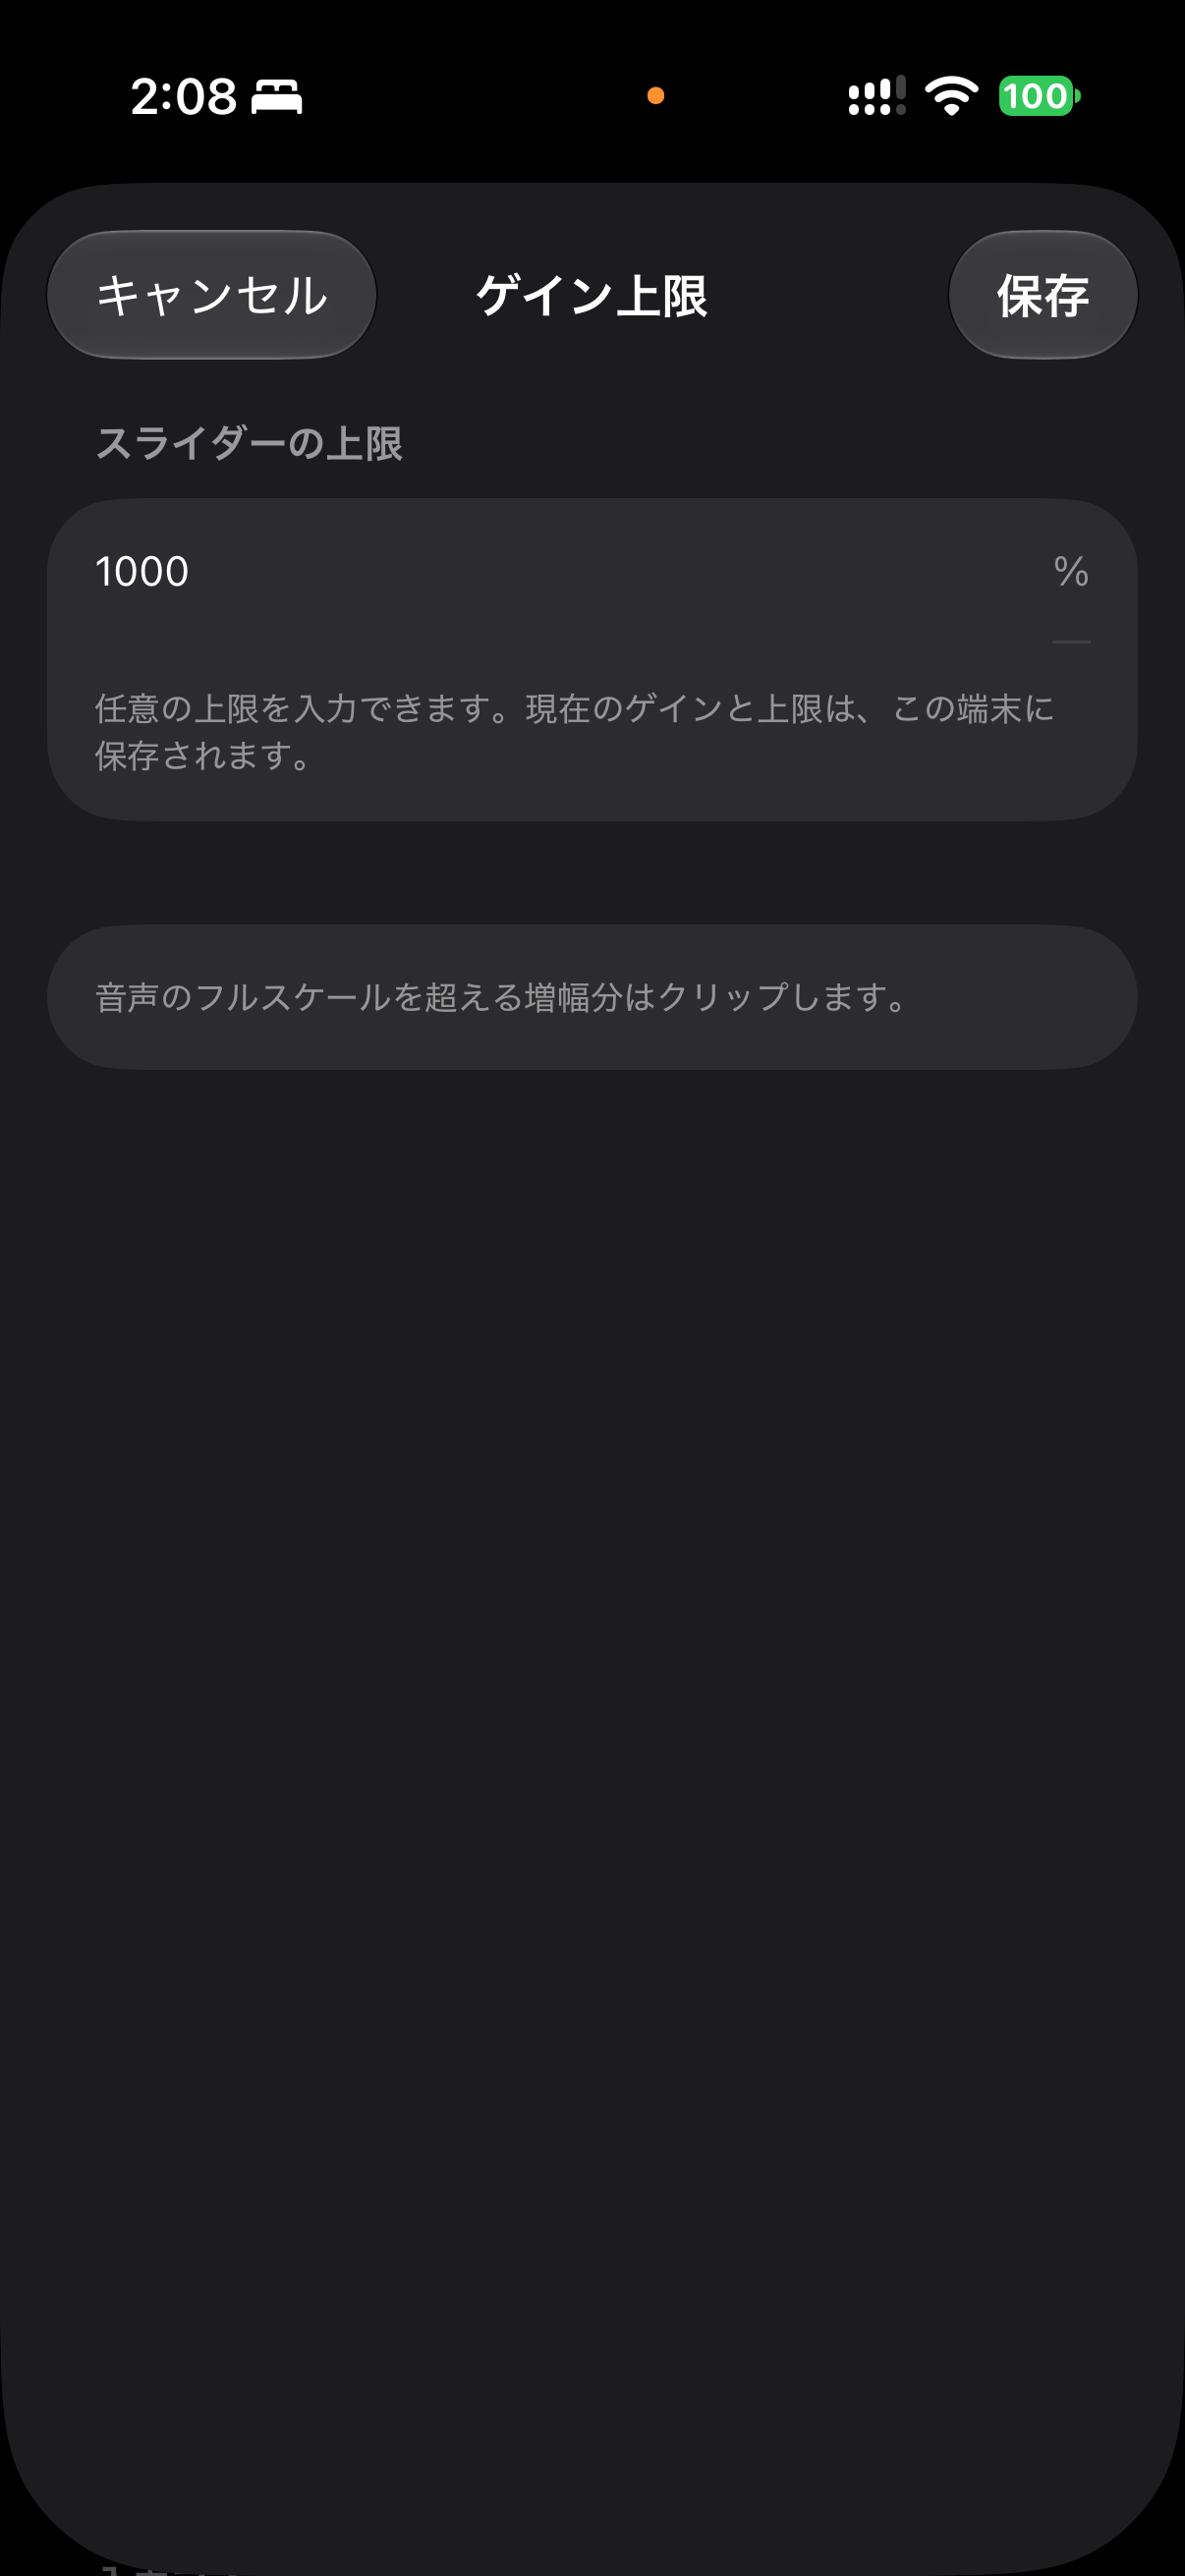 2:08
100
キャンセル
ゲイン上限
保存
スライダーの上限
1000
%
任意の上限を入力できます。現在のゲインと上限は、この端末に
保存されます。
音声のフルスケールを超える増幅分はクリップします。